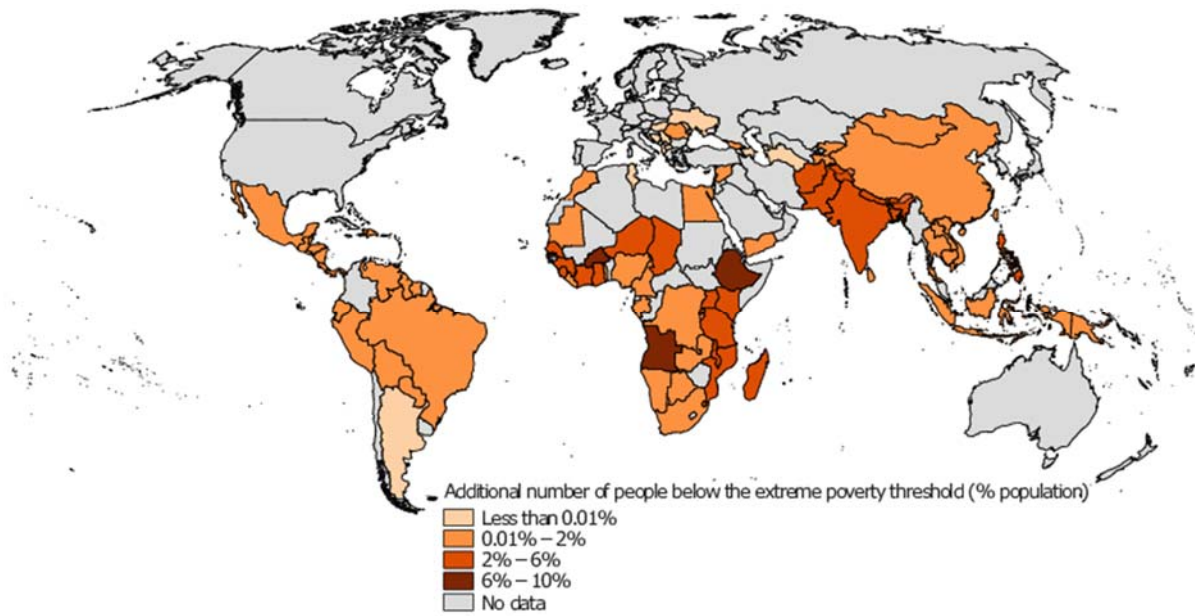 Additional number of people below the extreme poverty threshold (% population)
Less than 0.01%
0.01% – 2%
2% – 6%
6% – 10%
No data